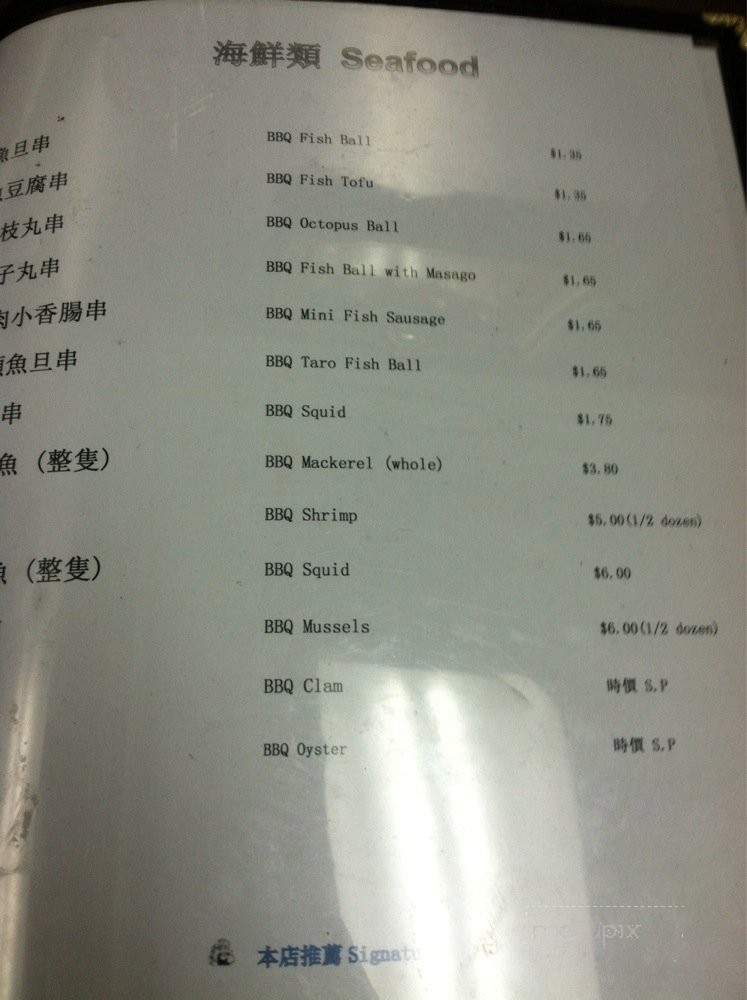 海鮮類 Seafood
魚旦串 BBQ Fish Ball $1.35
豆腐串 BBQ Fish Tofu $1.35
枝丸串 BBQ Octopus Ball $1.65
子丸串 BBQ Fish Ball with Masago $1.65
肉小香腸串 BBQ Mini Fish Sausage $1.65
魚旦串 BBQ Taro Fish Ball $1.65
串 BBQ Squid $1.75
魚 (整隻) BBQ Mackerel (whole) $3.80
BBQ Shrimp $5.00(1/2 dozen)
(整隻) BBQ Squid $6.00
BBQ Mussels $6.00(1/2 dozen)
BBQ Clam 時價 S.P
BBQ Oyster 時價 S.P
本店推薦 Signatu